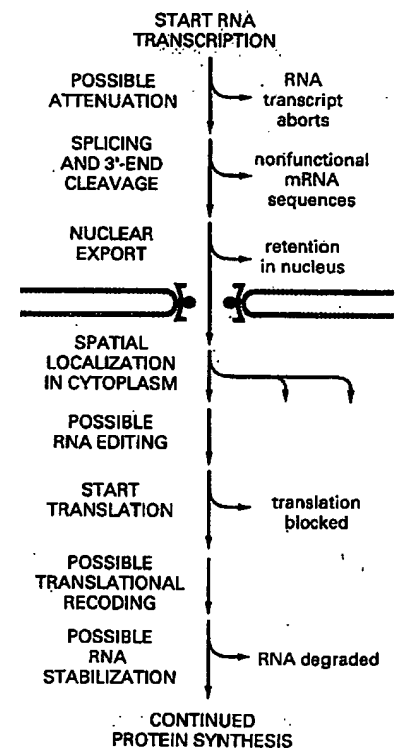 START RNA
TRANSCRIPTION
POSSIBLE
ATTENUATION
RNA
transcript
aborts
SPLICING
AND 3'-END
CLEAVAGE
nonfunctional
mRNA
sequences
NUCLEAR
EXPORT
retention
in nucleus
SPATIAL
LOCALIZATION
IN CYTOPLASM
POSSIBLE
RNA EDITING
START
TRANSLATION
translation
blocked
POSSIBLE
TRANSLATIONAL
RECODING
POSSIBLE
RNA
STABILIZATION
RNA degraded
CONTINUED
PROTEIN SYNTHESIS